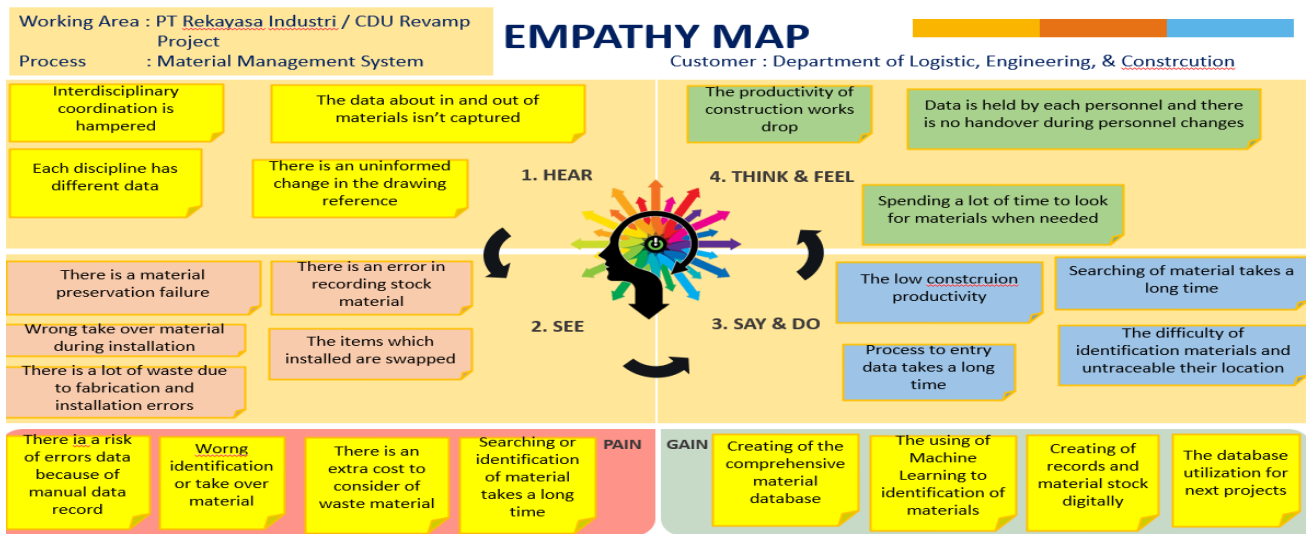 Working Area : PT Rekayasa Industri / CDU Revamp
Project
Process : Material Management System
EMPATHY MAP
Customer : Department of Logistic, Engineering, & Constrcution
Interdisciplinary
coordination is
hampered
The data about in and out of
materials isn't captured
Each discipline has
different data
There is an uninformed
change in the drawing
reference
1. HEAR
The productivity of
construction works
drop
Data is held by each personnel and there
is no handover during personnel changes
4. THINK & FEEL
Spending a lot of time to look
for materials when needed
There is a material
preservation failure
There is an error in
recording stock
material
Wrong take over material
during installation
The items which
installed are swapped
There is a lot of waste due
to fabrication and
installation errors
2. SEE
3. SAY & DO
The low constcruion
productivity
Searching of material takes a
long time
Process to entry
data takes a long
time
The difficulty of
identification materials and
untraceable their location
There ia a risk
of errors data
because of
manual data
record
Worng
identification
or take over
material
There is an
extra cost to
consider of
waste material
Searching or
identification
of material
takes a long
time
PAIN
GAIN
Creating of the
comprehensive
material
database
The using of
Machine
Learning to
identification of
materials
Creating of
records and
material stock
digitally
The database
utilization for
next projects